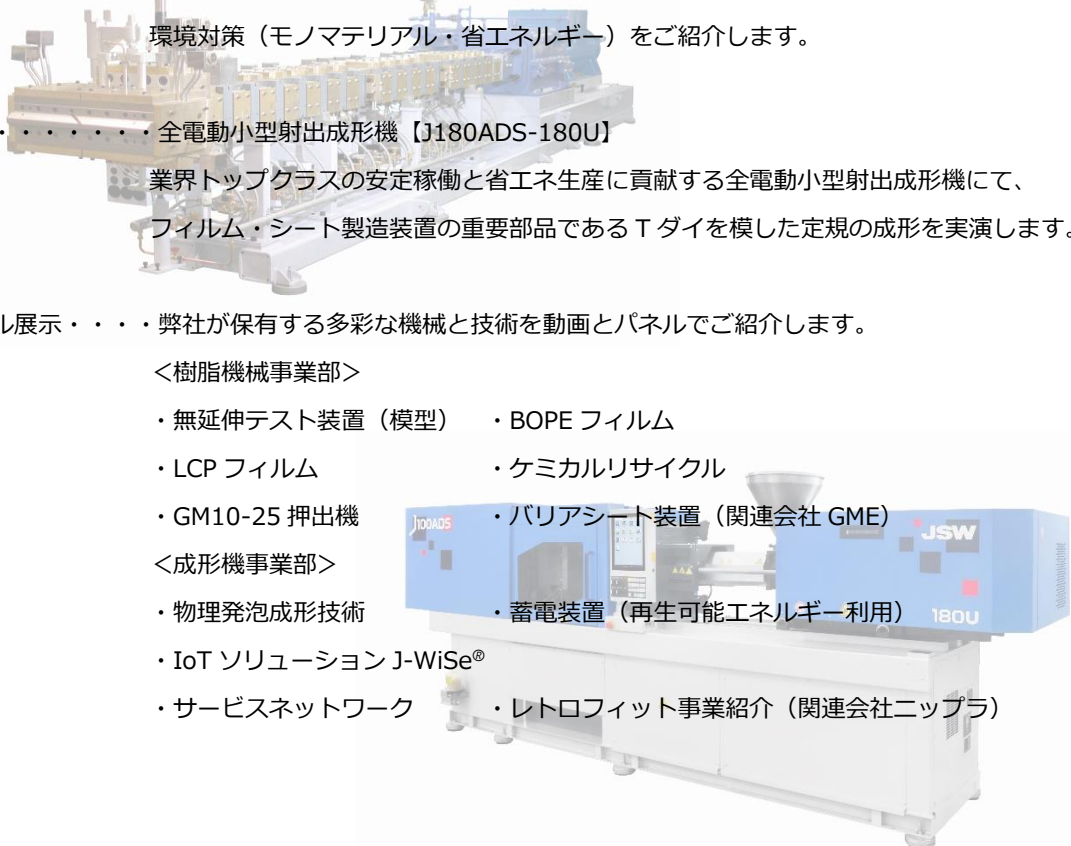 環境対策（モノマテリアル・省エネルギー）をご紹介します。
・・・・・・・・全電動小型射出成形機【J180ADS-180U】
業界トップクラスの安定稼働と省エネ生産に貢献する全電動小型射出成形機にて、
フィルム・シート製造装置の重要部品である T ダイを模した定規の成形を実演します。
ル展示・・・・弊社が保有する多彩な機械と技術を動画とパネルでご紹介します。
＜樹脂機械事業部＞
・無延伸テスト装置（模型） ・BOPE フィルム
・LCP フィルム ・ケミカルリサイクル
・GM10-25 押出機 ・バリアシート装置（関連会社 GME）
J100ADS
JSW
＜成形機事業部＞
・物理発泡成形技術 ・蓄電装置（再生可能エネルギー利用）
180U
・IoT ソリューション J-WiSe®
・サービスネットワーク ・レトロフィット事業紹介（関連会社ニップラ）